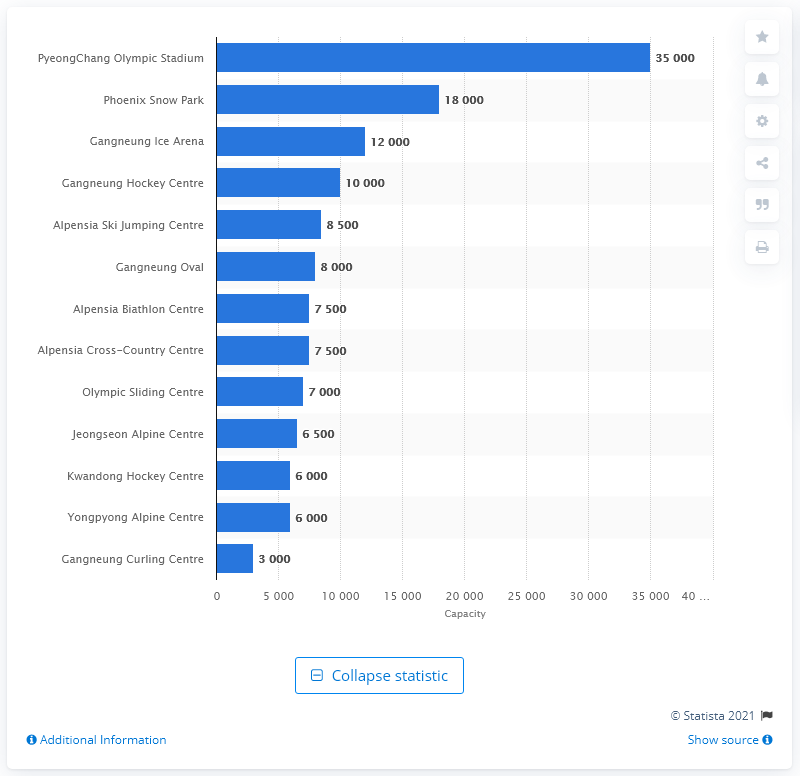 PyeongChang Olympic Stadium 35 000
Phoenix Snow Park 18 000
Gangneung Ice Arena 12 000
Gangneung Hockey Centre 10 000
Alpensia Ski Jumping Centre 8 500
Gangneung Oval 8 000
Alpensia Biathlon Centre 7 500
Alpensia Cross-Country Centre 7 500
Olympic Sliding Centre 7 000
Jeongseon Alpine Centre 6 500
Kwandong Hockey Centre 6 000
Yongpyong Alpine Centre 6 000
Gangneung Curling Centre 3 000
0 5 000 10 000 15 000 20 000 25 000 30 000 35 000 40 ...
Capacity
Collapse statistic
© Statista 2021
Additional Information Show source